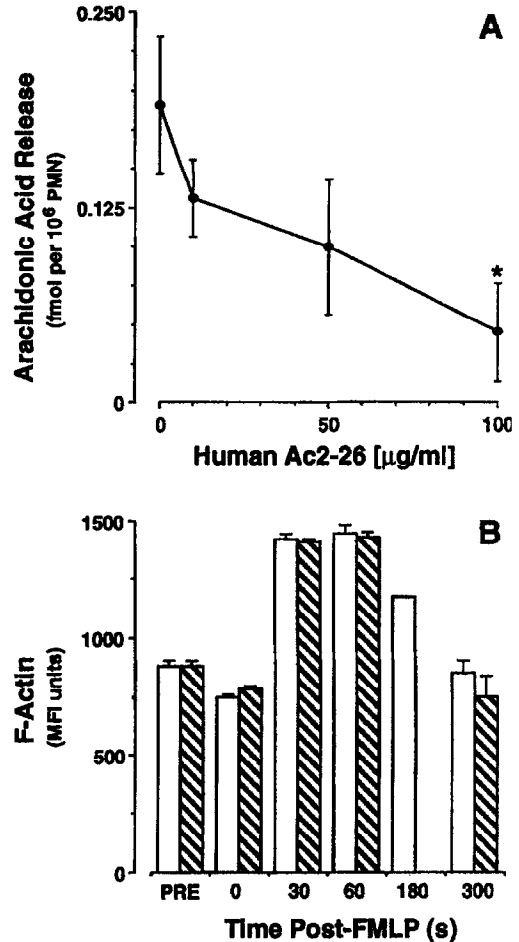 A
0.250
0.125
0
Arachidonic Acid Release
(fmol per 10⁶ PMN)
*
0 50 100
Human Ac2-26 [μg/ml]
B
1500
1000
500
0
F-Actin
(MFI units)
PRE 0 30 60 180 300
Time Post-FMLP (s)